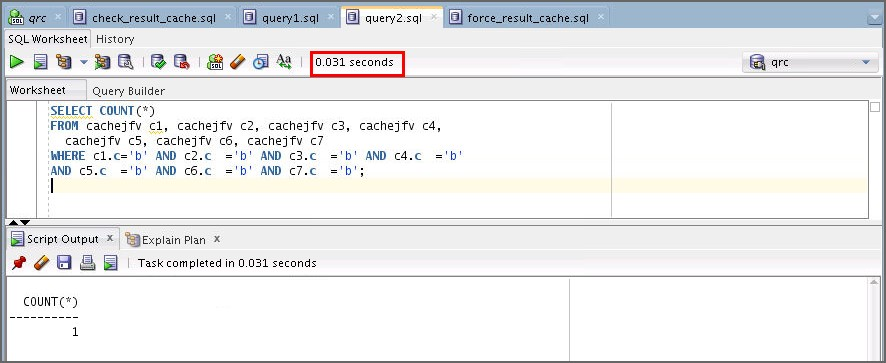 qrc check_result_cache.sql query1.sql query2.sql force_result_cache.sql
SQL Worksheet History
0.031 seconds qrc
Worksheet Query Builder
SELECT COUNT(*)
FROM cachejfv c1, cachejfv c2, cachejfv c3, cachejfv c4,
cachejfv c5, cachejfv c6, cachejfv c7
WHERE c1.c='b' AND c2.c ='b' AND c3.c ='b' AND c4.c ='b'
AND c5.c ='b' AND c6.c ='b' AND c7.c ='b';
Script Output x Explain Plan x
Task completed in 0.031 seconds
COUNT(*)
----------
1